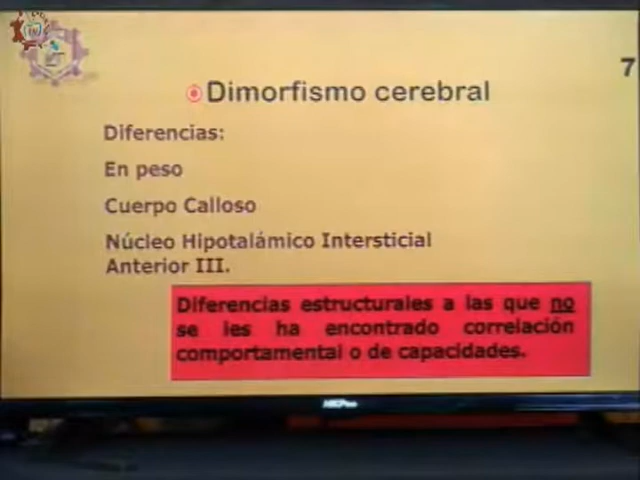 7
Dimorfismo cerebral
Diferencias:
En peso
Cuerpo Calloso
Núcleo Hipotalámico Intersticial
Anterior III.
Diferencias estructurales a las que no
se les ha encontrado correlación
comportamental o de capacidades.